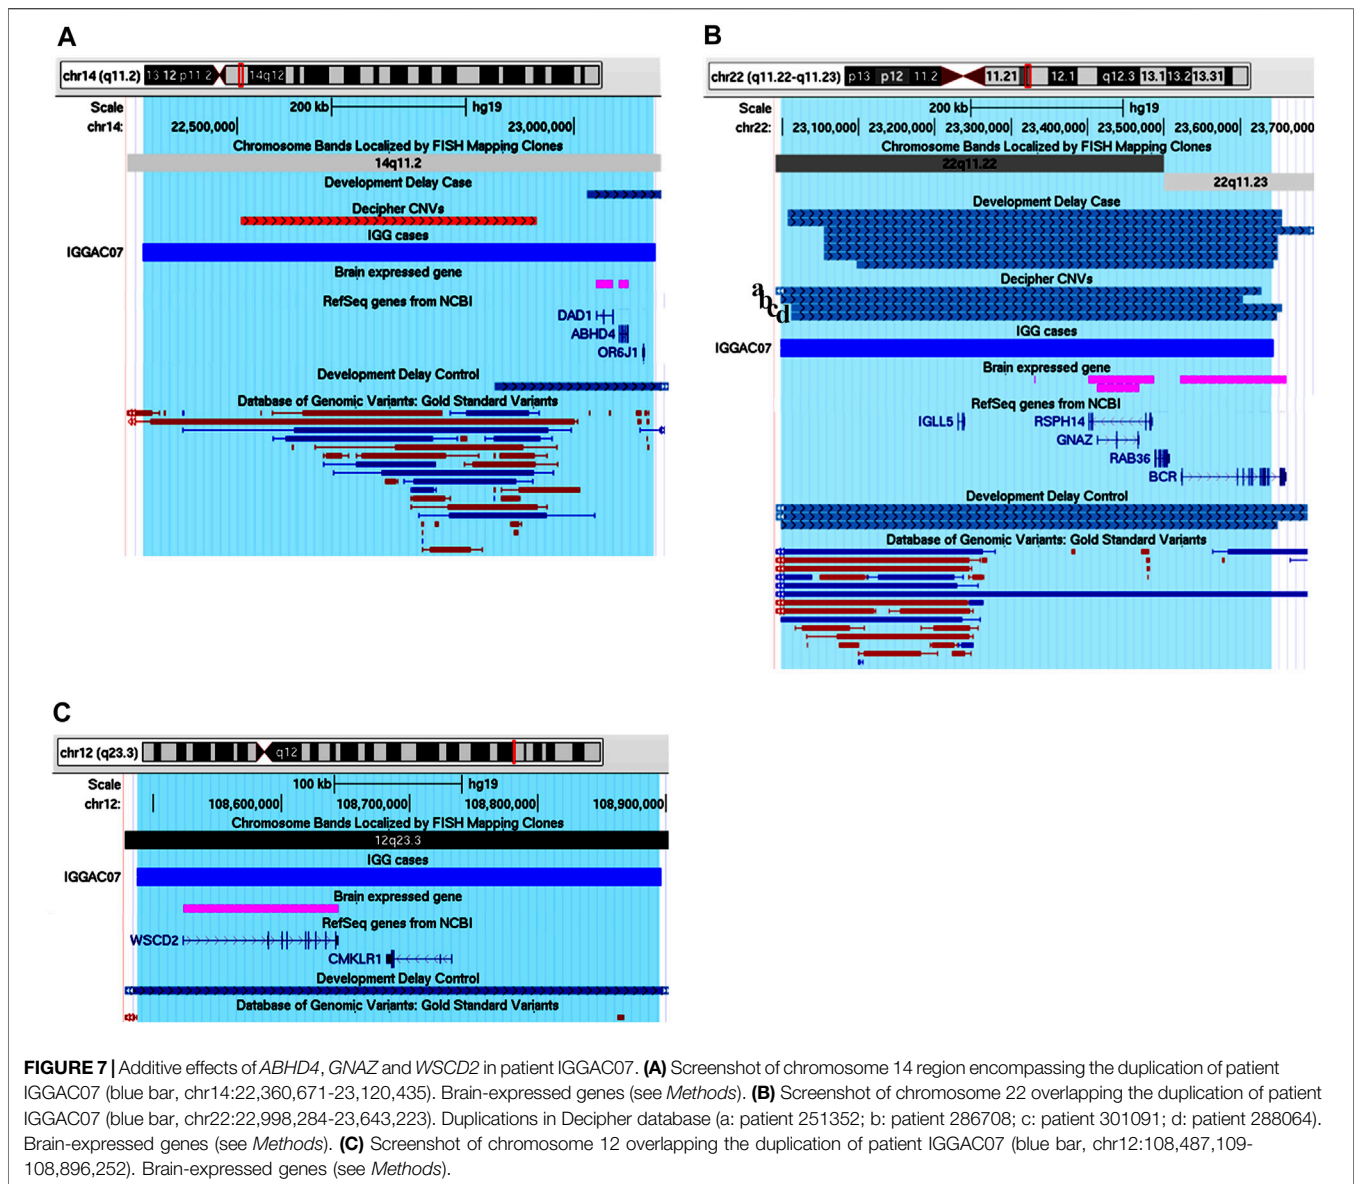 A
chr14 (q11.2) 13 12 p11.2 14q12
Scale 200 kb hg19
chr14: 22,500,000 23,000,000
Chromosome Bands Localized by FISH Mapping Clones
14q11.2
Development Delay Case
Decipher CNVs
IGG cases
IGGAC07
Brain expressed gene
RefSeq genes from NCBI
DAD1
ABHD4
OR6J1
Development Delay Control
Database of Genomic Variants: Gold Standard Variants
B
chr22 (q11.22-q11.23) p13 p12 11.2 11.21 12.1 q12.3 13.1 13.2 13.31
Scale 200 kb hg19
chr22: 23,100,000 23,200,000 23,300,000 23,400,000 23,500,000 23,600,000 23,700,000
Chromosome Bands Localized by FISH Mapping Clones
22q11.22
22q11.23
Development Delay Case
Decipher CNVs
a
b
c
d
IGG cases
IGGAC07
Brain expressed gene
RefSeq genes from NCBI
IGLL5 RSPH14
GNAZ
RAB36
BCR
Development Delay Control
Database of Genomic Variants: Gold Standard Variants
C
chr12 (q23.3) q12
Scale 100 kb hg19
chr12: 108,600,000 108,700,000 108,800,000 108,900,000
Chromosome Bands Localized by FISH Mapping Clones
12q23.3
IGG cases
IGGAC07
Brain expressed gene
RefSeq genes from NCBI
WSCD2
CMKLR1
Development Delay Control
Database of Genomic Variants: Gold Standard Variants
FIGURE 7 | Additive effects of ABHD4, GNAZ and WSCD2 in patient IGGAC07. (A) Screenshot of chromosome 14 region encompassing the duplication of patient
IGGAC07 (blue bar, chr14:22,360,671-23,120,435). Brain-expressed genes (see Methods). (B) Screenshot of chromosome 22 overlapping the duplication of patient
IGGAC07 (blue bar, chr22:22,998,284-23,643,223). Duplications in Decipher database (a: patient 251352; b: patient 286708; c: patient 301091; d: patient 288064).
Brain-expressed genes (see Methods). (C) Screenshot of chromosome 12 overlapping the duplication of patient IGGAC07 (blue bar, chr12:108,487,109-
108,896,252). Brain-expressed genes (see Methods).